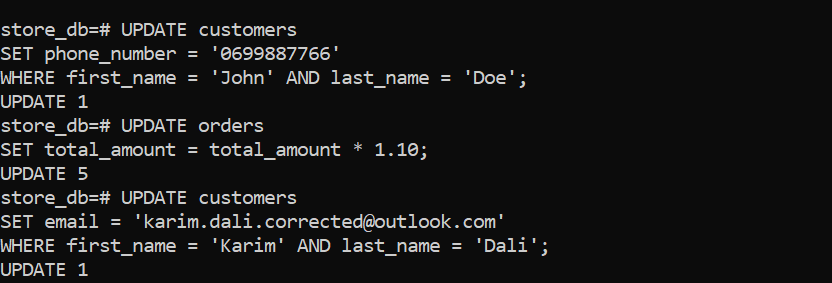 store_db=# UPDATE customers
SET phone_number = '0699887766'
WHERE first_name = 'John' AND last_name = 'Doe';
UPDATE 1
store_db=# UPDATE orders
SET total_amount = total_amount * 1.10;
UPDATE 5
store_db=# UPDATE customers
SET email = 'karim.dali.corrected@outlook.com'
WHERE first_name = 'Karim' AND last_name = 'Dali';
UPDATE 1